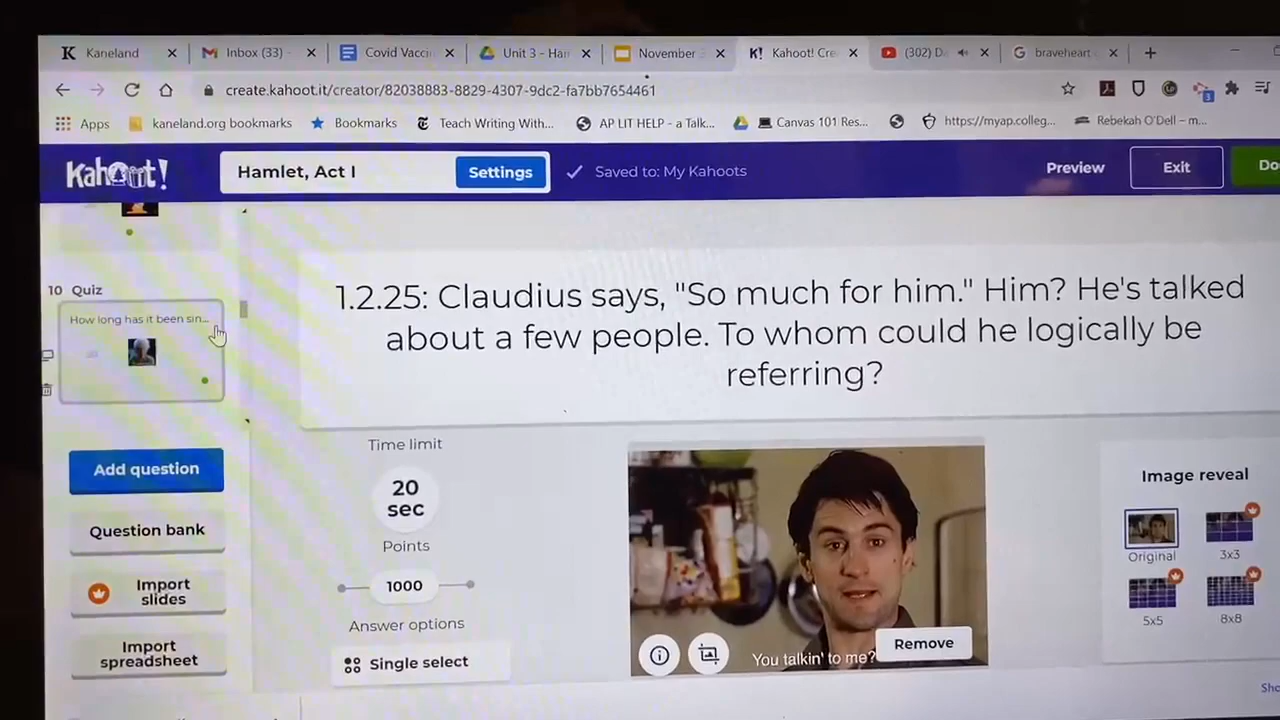 Kaneland
Inbox (33) -
Covid Vacci
Unit 3 - Ham
November
Kahoot! Cre
(302) D
braveheart
create.kahoot.it/creator/82038883-8829-4307-9dc2-fa7bb7654461
3
Apps
kaneland.org bookmarks
Bookmarks
Teach Writing With...
AP LIT HELP - a Talk...
Canvas 101 Res...
https://myap.colleg...
Rebekah O'Dell – m...
Kahoot!
Hamlet, Act I
Settings
Saved to: My Kahoots
Preview
Exit
Do
10 Quiz
How long has it been sin...
1.2.25: Claudius says, "So much for him." Him? He's talked
about a few people. To whom could he logically be
referring?
Add question
Question bank
Import
slides
Import
spreadsheet
Time limit
20
sec
Points
1000
Answer options
Single select
You talkin' to me?
Remove
Image reveal
Original
3x3
5x5
8x8
Sho